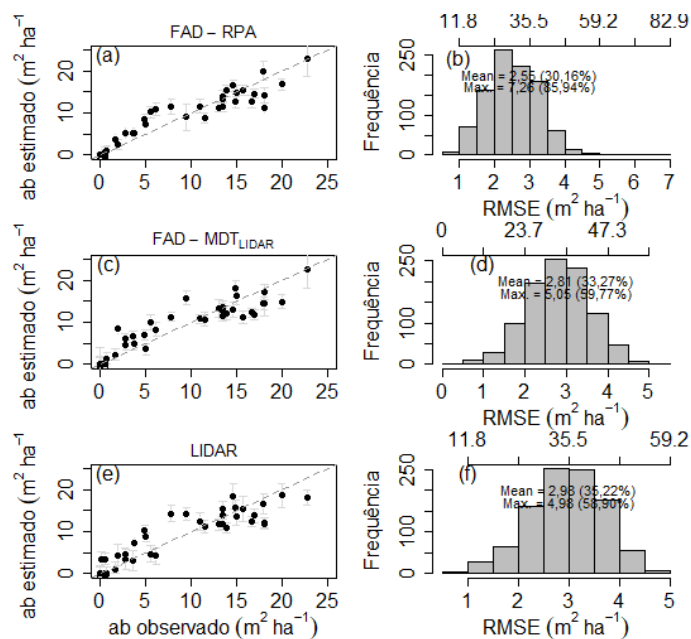 FAD – RPA
(a)
ab estimado (m² ha⁻¹)
0 10 20
0 5 10 15 20 25
11.8 35.5 59.2 82.9
(b)
Mean = 2,55 (30,16%)
Max. = 7,26 (85,94%)
Frequência
0 100 250
1 2 3 4 5 6 7
RMSE (m² ha⁻¹)
FAD – MDT_LIDAR
(c)
ab estimado (m² ha⁻¹)
0 10 20
0 5 10 15 20 25
0 23.7 47.3
(d)
Mean = 2,81 (33,27%)
Max. = 5,05 (59,77%)
Frequência
0 100 250
0 1 2 3 4 5
RMSE (m² ha⁻¹)
LIDAR
(e)
ab estimado (m² ha⁻¹)
0 10 20
0 5 10 15 20 25
ab observado (m² ha⁻¹)
11.8 35.5 59.2
(f)
Mean = 2,98 (35,22%)
Max. = 4,98 (58,90%)
Frequência
0 100 250
1 2 3 4 5
RMSE (m² ha⁻¹)